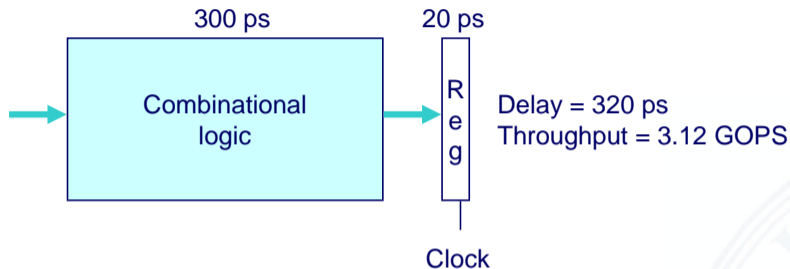 300 ps
20 ps
Combinational
logic
R
e
g
Delay = 320 ps
Throughput = 3.12 GOPS
Clock